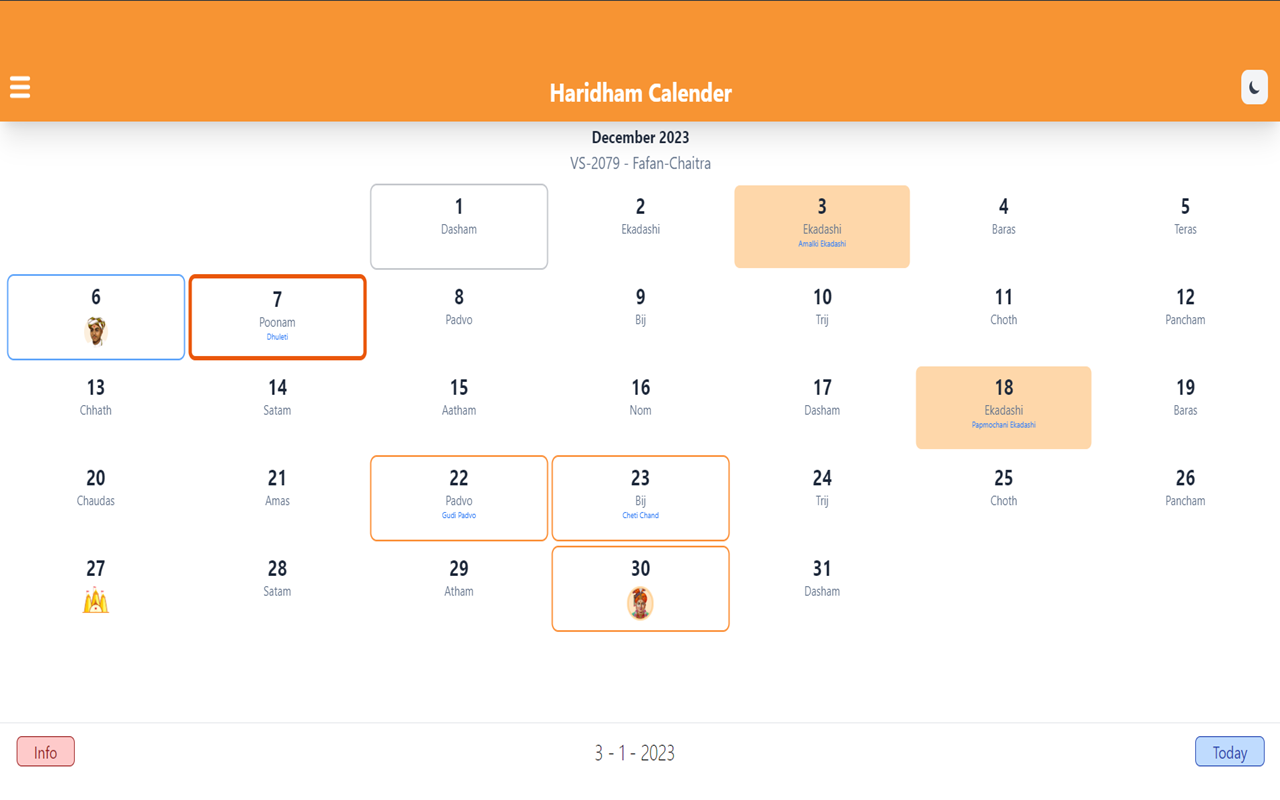 Haridham Calender
December 2023
VS-2079 - Fafan-Chaitra
1 2 3 4 5
Dasham Ekadashi Ekadashi Baras Teras
Amalki Ekadashi
6 7 8 9 10 11 12
Poonam Padvo Bij Trij Choth Pancham
Dhuleti
13 14 15 16 17 18 19
Chhath Satam Aatham Nom Dasham Ekadashi Baras
Papmochani Ekadashi
20 21 22 23 24 25 26
Chaudas Amas Padvo Bij Trij Choth Pancham
Gudi Padvo Cheti Chand
27 28 29 30 31
Satam Atham Dasham
Info 3 - 1 - 2023 Today